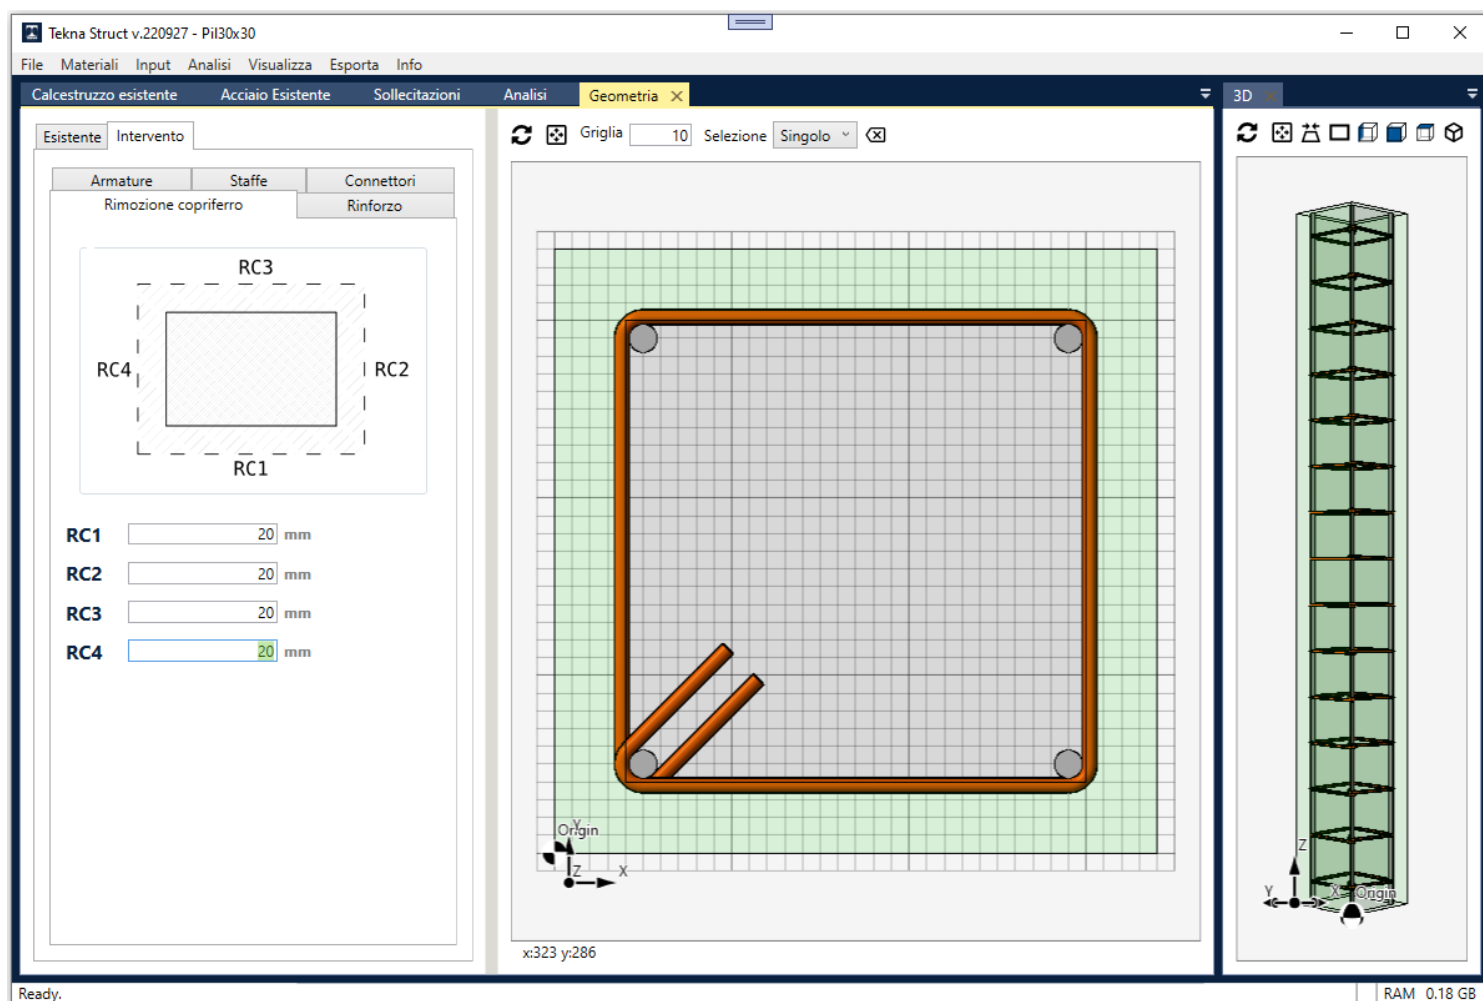 Tekna Struct v.220927 - Pil30x30
File Materiali Input Analisi Visualizza Esporta Info
Calcestruzzo esistente Acciaio Esistente Sollecitazioni Analisi Geometria 3D
Esistente Intervento
Griglia 10 Selezione Singolo
Armature Staffe Connettori
Rimozione copriferro Rinforzo
RC3
RC4 RC2
RC1
RC1 20 mm
RC2 20 mm
RC3 20 mm
RC4 20 mm
Origin
Y
Z X
x:323 y:286
Z
Y X Origin
Ready. RAM 0.18 GB